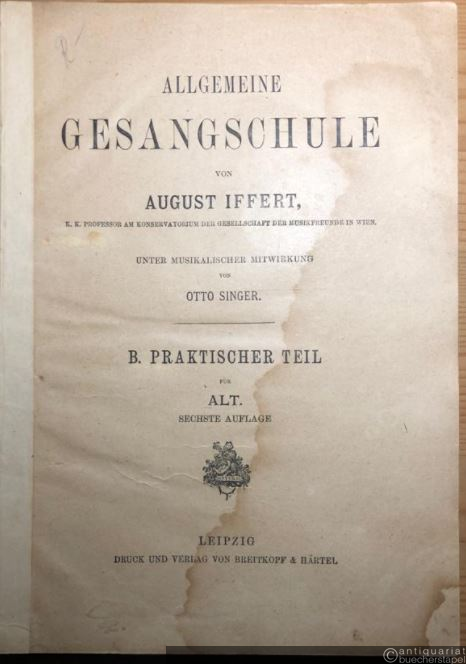 ALLGEMEINE
GESANGSCHULE
VON
AUGUST IFFERT,
K. K. PROFESSOR AM KONSERVATORIUM DER GESELLSCHAFT DER MUSIKFREUNDE IN WIEN.
UNTER MUSIKALISCHER MITWIRKUNG
VON
OTTO SINGER.
B. PRAKTISCHER TEIL
FÜR
ALT.
SECHSTE AUFLAGE
LEIPZIG
DRUCK UND VERLAG VON BREITKOPF & HÄRTEL
©antiquariat
buecherstapel